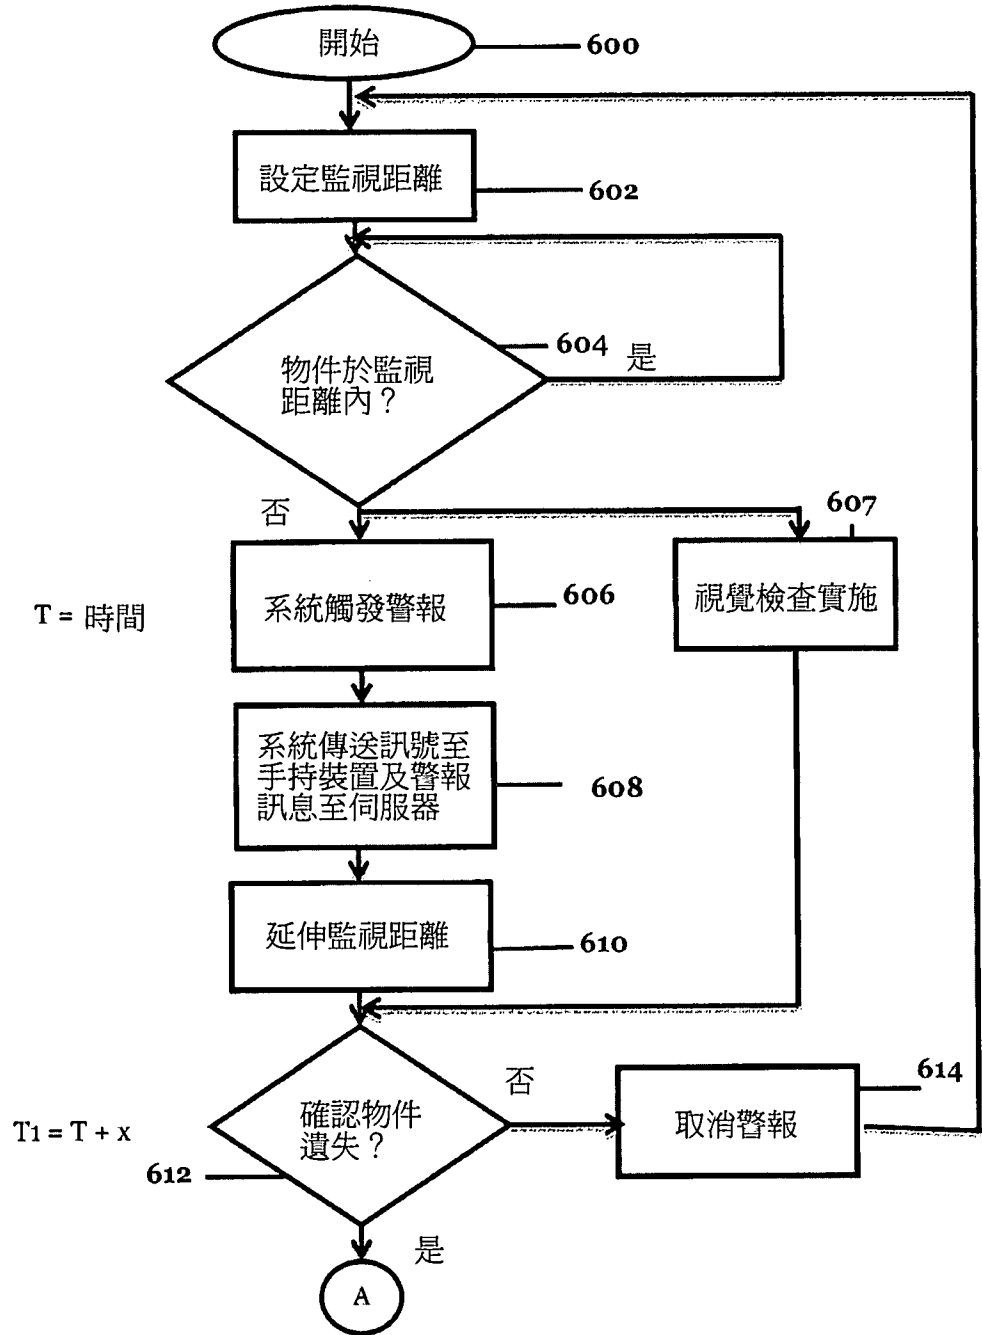 開始
600
設定監視距離
602
604
是
物件於監視
距離內？
否
607
系統觸發警報
606
視覺檢查實施
T = 時間
系統傳送訊號至
手持裝置及警報
訊息至伺服器
608
延伸監視距離
610
否
614
確認物件
遺失？
取消警報
T1 = T + x
612
是
A